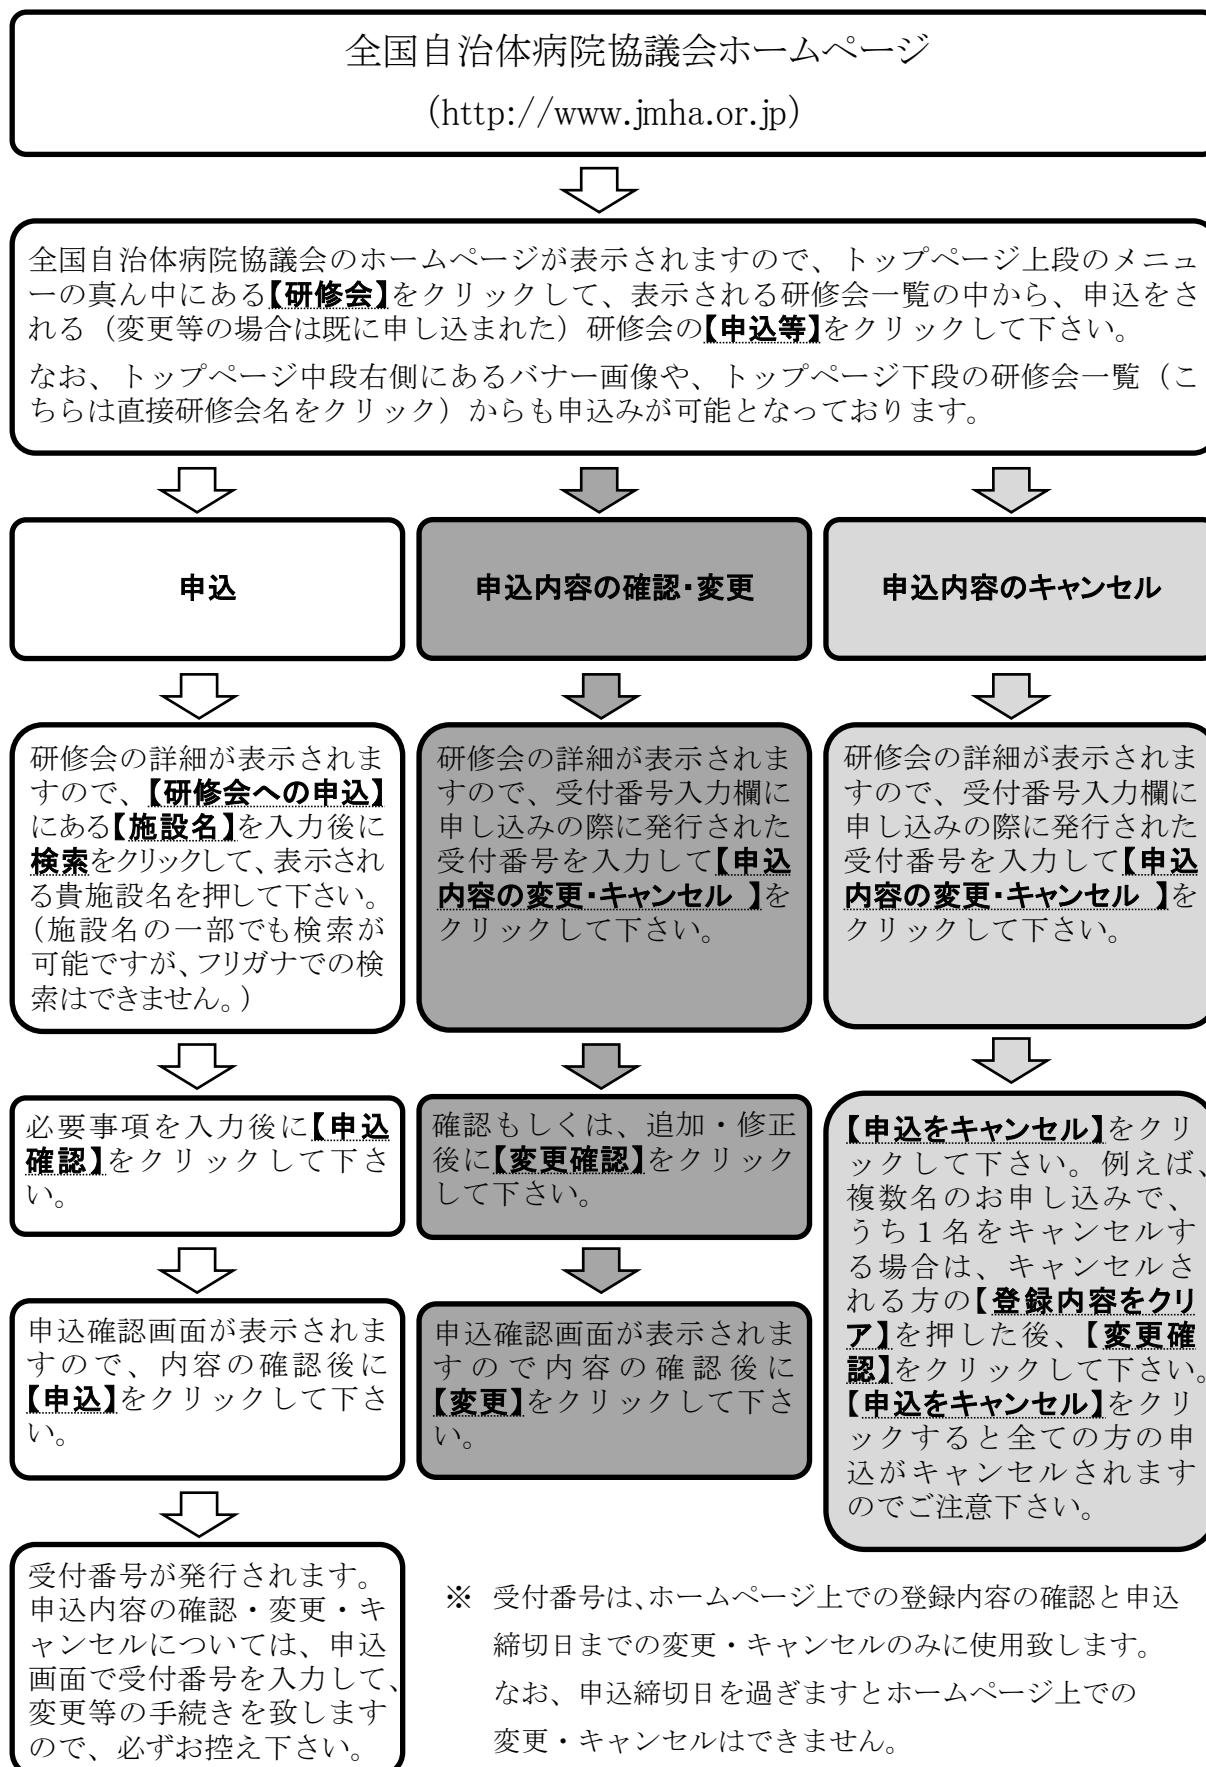 全国自治体病院協議会ホームページ
(http://www.jmha.or.jp)
全国自治体病院協議会のホームページが表示されますので、トップページ上段のメニュ
ーの真ん中にある【研修会】をクリックして、表示される研修会一覧の中から、申込をさ
れる（変更等の場合は既に申し込まれた）研修会の【申込等】をクリックして下さい。
なお、トップページ中段右側にあるバナー画像や、トップページ下段の研修会一覧（こ
ちらは直接研修会名をクリック）からも申込みが可能となっております。
申込
研修会の詳細が表示されま
すので、【研修会への申込】
にある【施設名】を入力後に
検索をクリックして、表示され
る貴施設名を押して下さい。
（施設名の一部でも検索が
可能ですが、フリガナでの検
索はできません。）
必要事項を入力後に【申込
確認】をクリックして下さ
い。
申込確認画面が表示されま
すので、内容の確認後に
【申込】をクリックして下さ
い。
受付番号が発行されます。
申込内容の確認・変更・キ
ャンセルについては、申込
画面で受付番号を入力して、
変更等の手続きを致します
ので、必ずお控え下さい。
申込内容の確認・変更
研修会の詳細が表示されま
すので、受付番号入力欄に
申し込みの際に発行された
受付番号を入力して【申込
内容の変更・キャンセル 】を
クリックして下さい。
確認もしくは、追加・修正
後に【変更確認】をクリック
して下さい。
申込確認画面が表示されま
すので内容の確認後に
【変更】をクリックして下さ
い。
申込内容のキャンセル
研修会の詳細が表示されま
すので、受付番号入力欄に
申し込みの際に発行された
受付番号を入力して【申込
内容の変更・キャンセル 】を
クリックして下さい。
【申込をキャンセル】をクリ
ックして下さい。例えば、
複数名のお申し込みで、
うち１名をキャンセルす
る場合は、キャンセルさ
れる方の【登録内容をクリ
ア】を押した後、【変更確
認】をクリックして下さい。
【申込をキャンセル】をクリ
ックすると全ての方の申
込がキャンセルされます
のでご注意下さい。
※ 受付番号は、ホームページ上での登録内容の確認と申込
締切日までの変更・キャンセルのみに使用致します。
なお、申込締切日を過ぎますとホームページ上での
変更・キャンセルはできません。